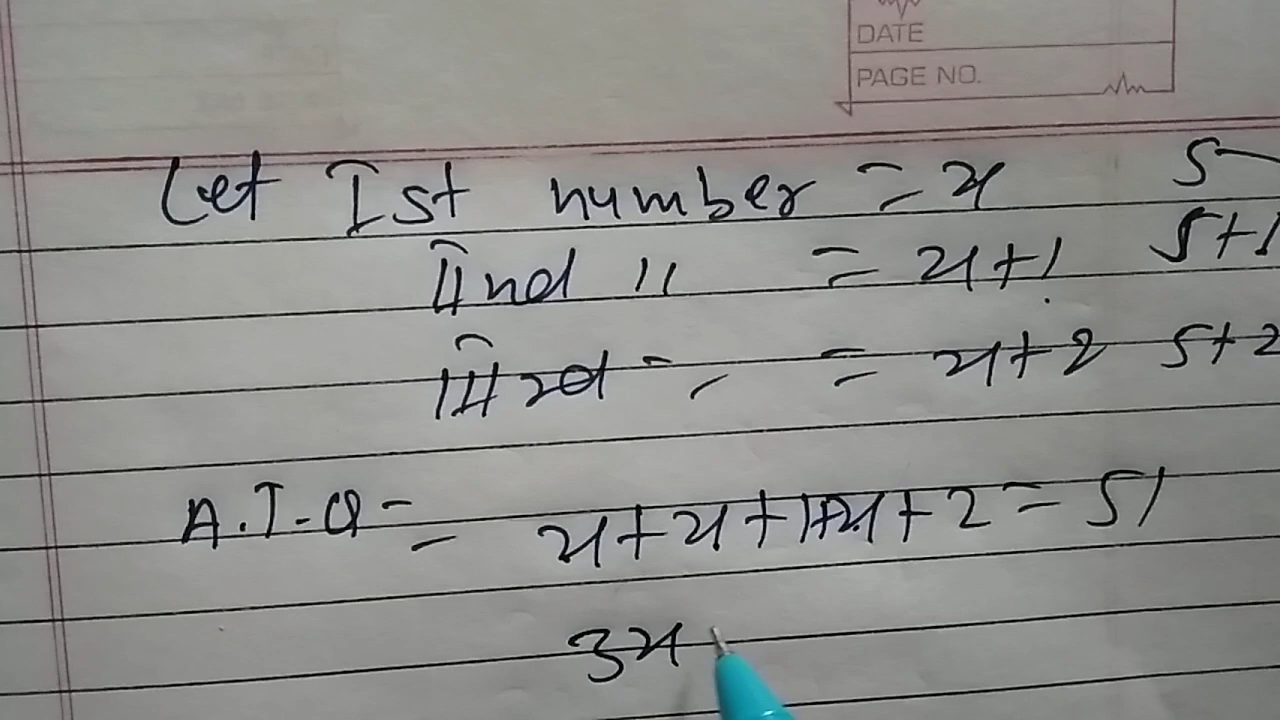 DATE
PAGE NO.
Let Ist number = x 5
IInd " = x+1 5+1
IIIrd " = x+2 5+2
A.T.Q = x+x+1+x+2=51
3x